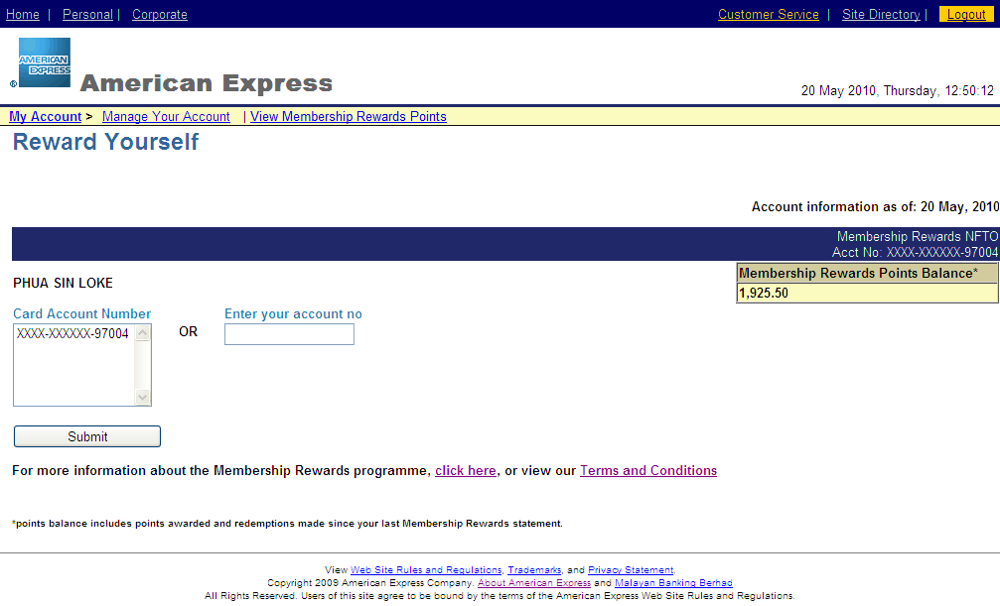 Home | Personal | Corporate Customer Service | Site Directory | Logout
AMERICAN
EXPRESS
® American Express
20 May 2010, Thursday, 12:50:12
My Account > Manage Your Account | View Membership Rewards Points
Reward Yourself
Account information as of: 20 May, 2010
Membership Rewards NFTO
Acct No: XXXX-XXXXXX-97004
Membership Rewards Points Balance*
1,925.50
PHUA SIN LOKE
Card Account Number
XXXX-XXXXXX-97004
OR
Enter your account no
Submit
For more information about the Membership Rewards programme, click here, or view our Terms and Conditions
*points balance includes points awarded and redemptions made since your last Membership Rewards statement.
View Web Site Rules and Regulations, Trademarks, and Privacy Statement.
Copyright 2009 American Express Company. About American Express and Malayan Banking Berhad
All Rights Reserved. Users of this site agree to be bound by the terms of the American Express Web Site Rules and Regulations.